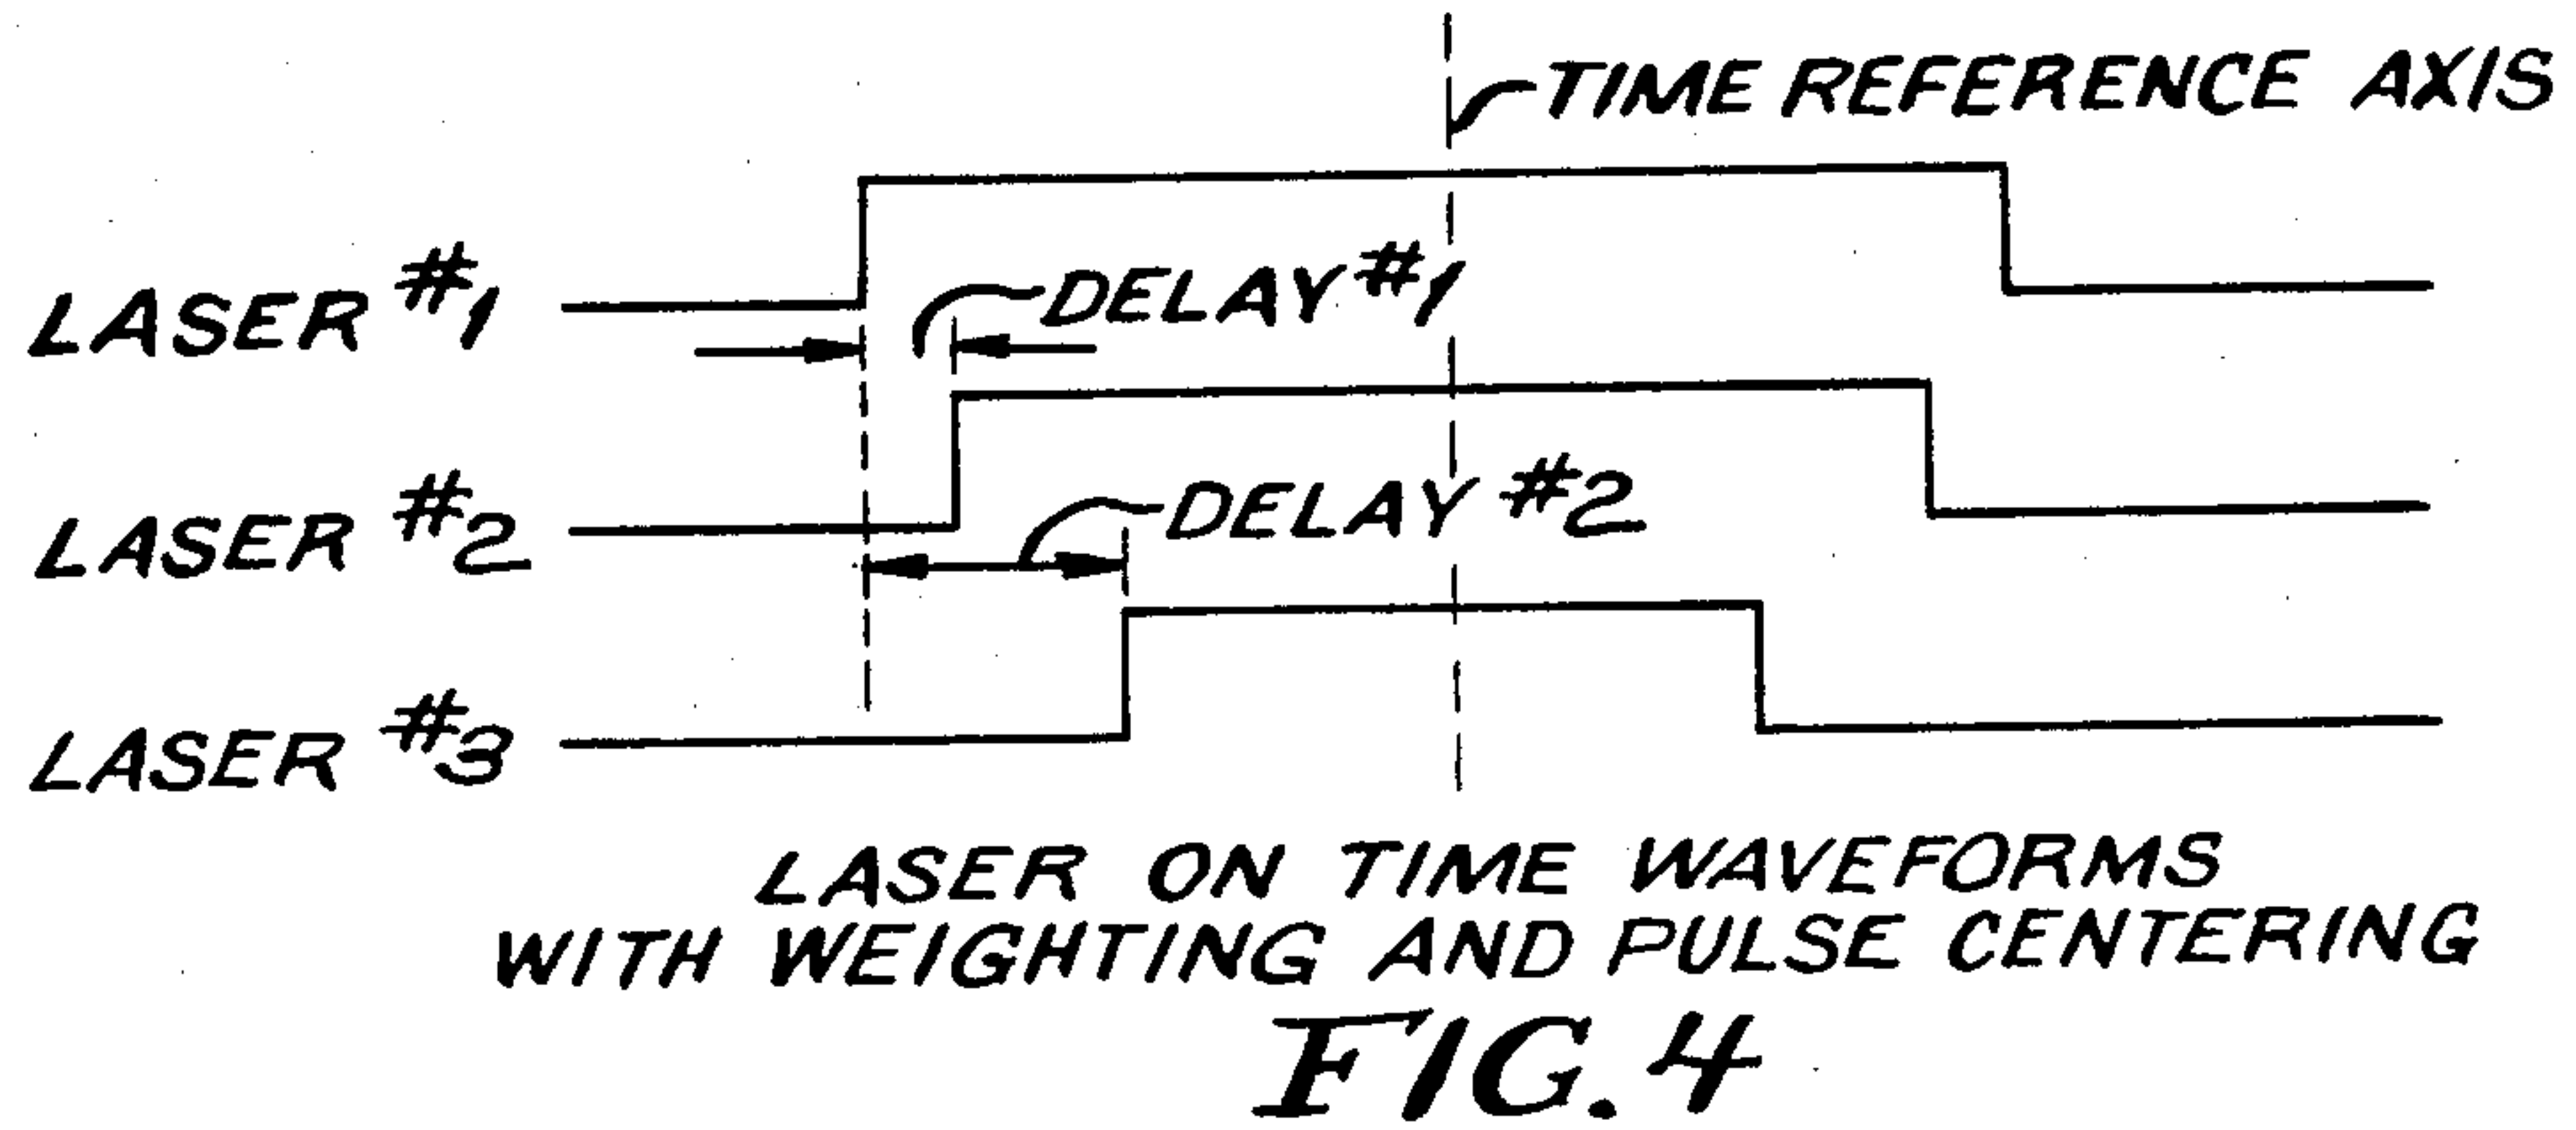 TIME REFERENCE AXIS
LASER #1
DELAY #1
LASER #2
DELAY #2
LASER #3
LASER ON TIME WAVEFORMS
WITH WEIGHTING AND PULSE CENTERING
FIG. 4